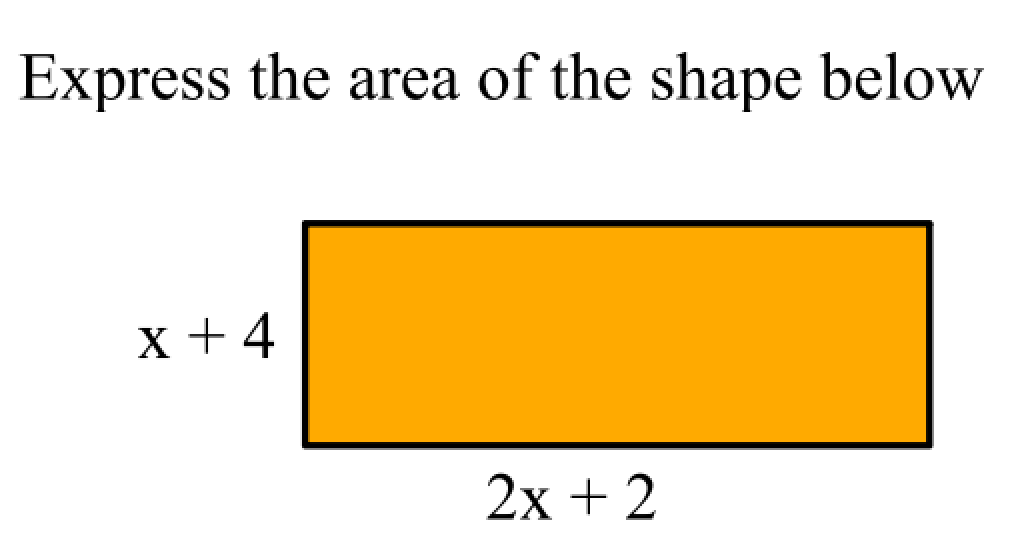 Express the area of the shape below
x + 4
2x + 2